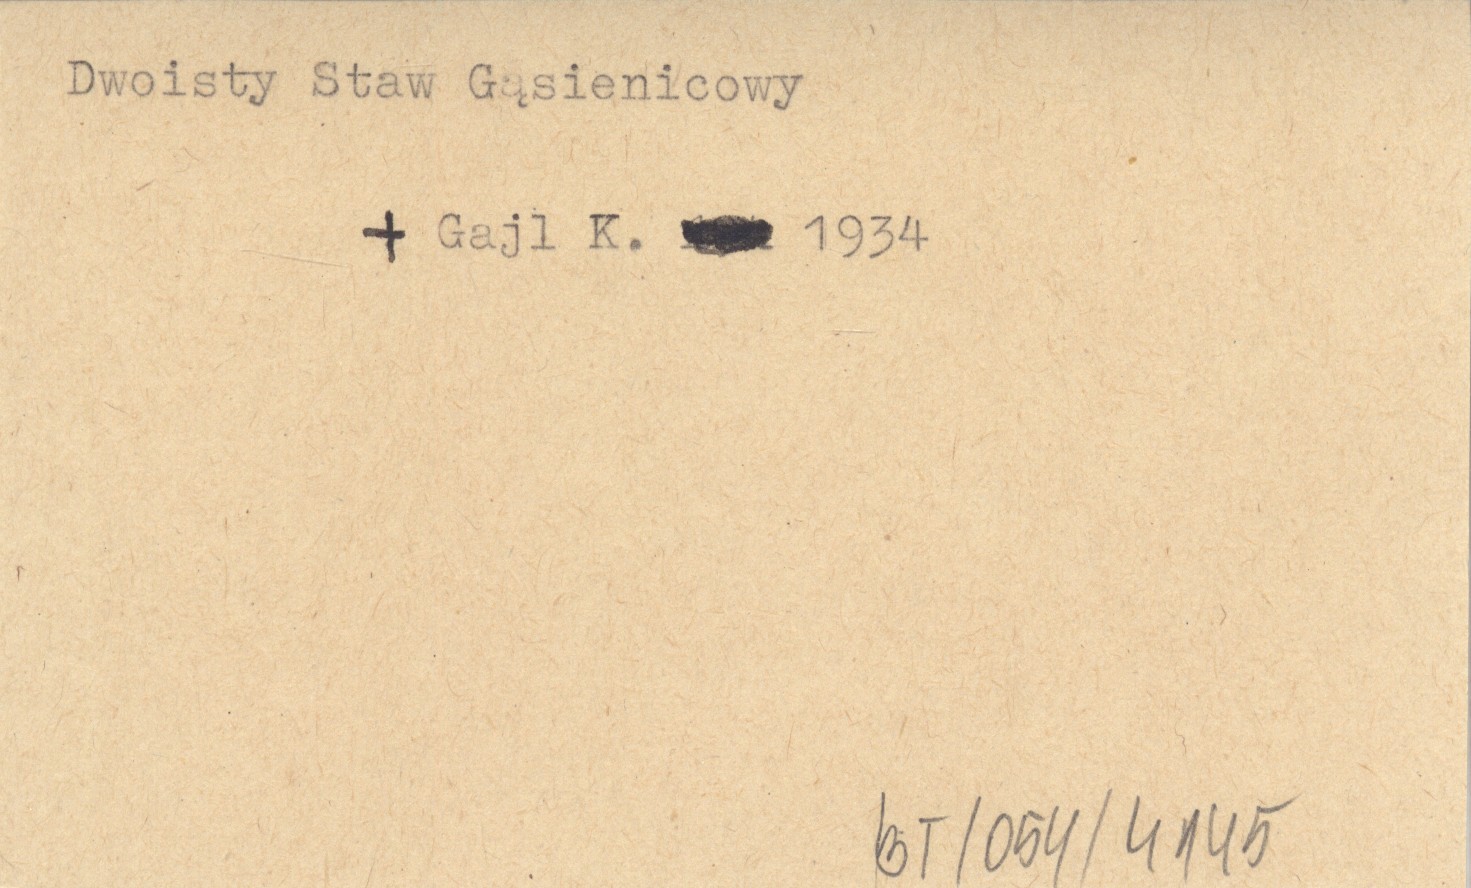 Dwoisty Staw Gąsienicowy
+ Gajl K. 1934
BT/054/4145